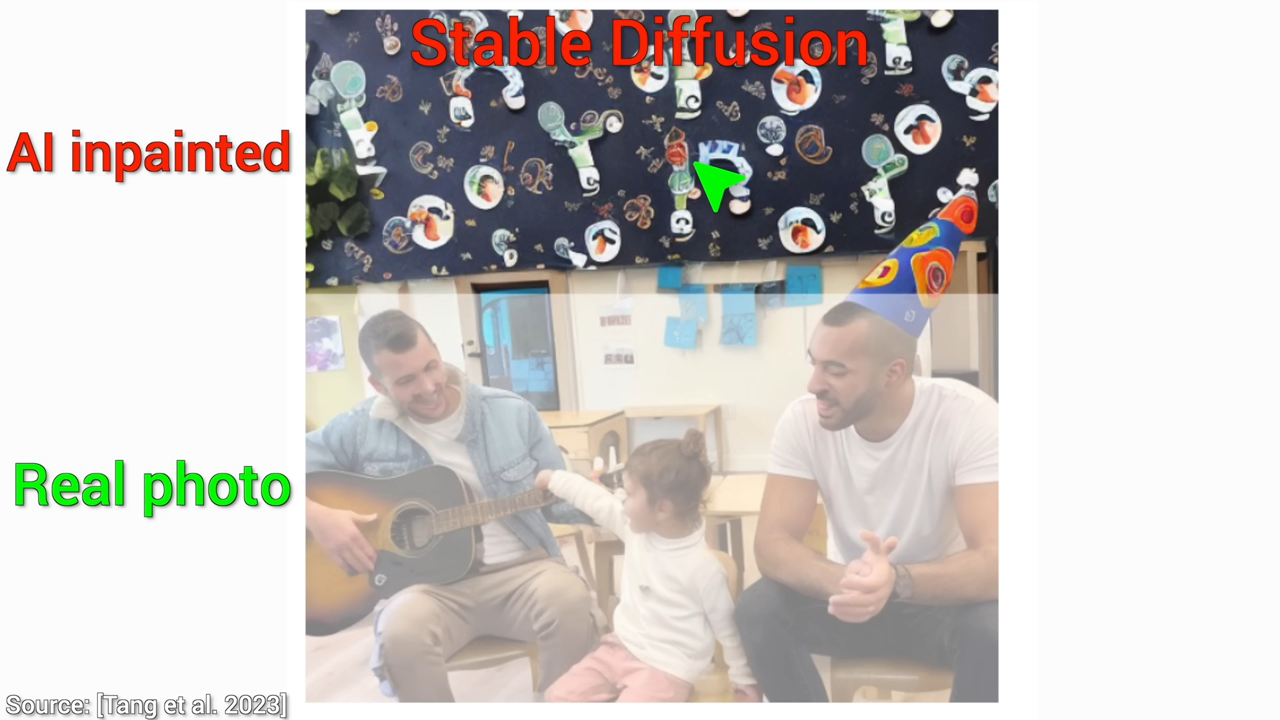 Stable Diffusion
AI inpainted
Real photo
Source: [Tang et al. 2023]